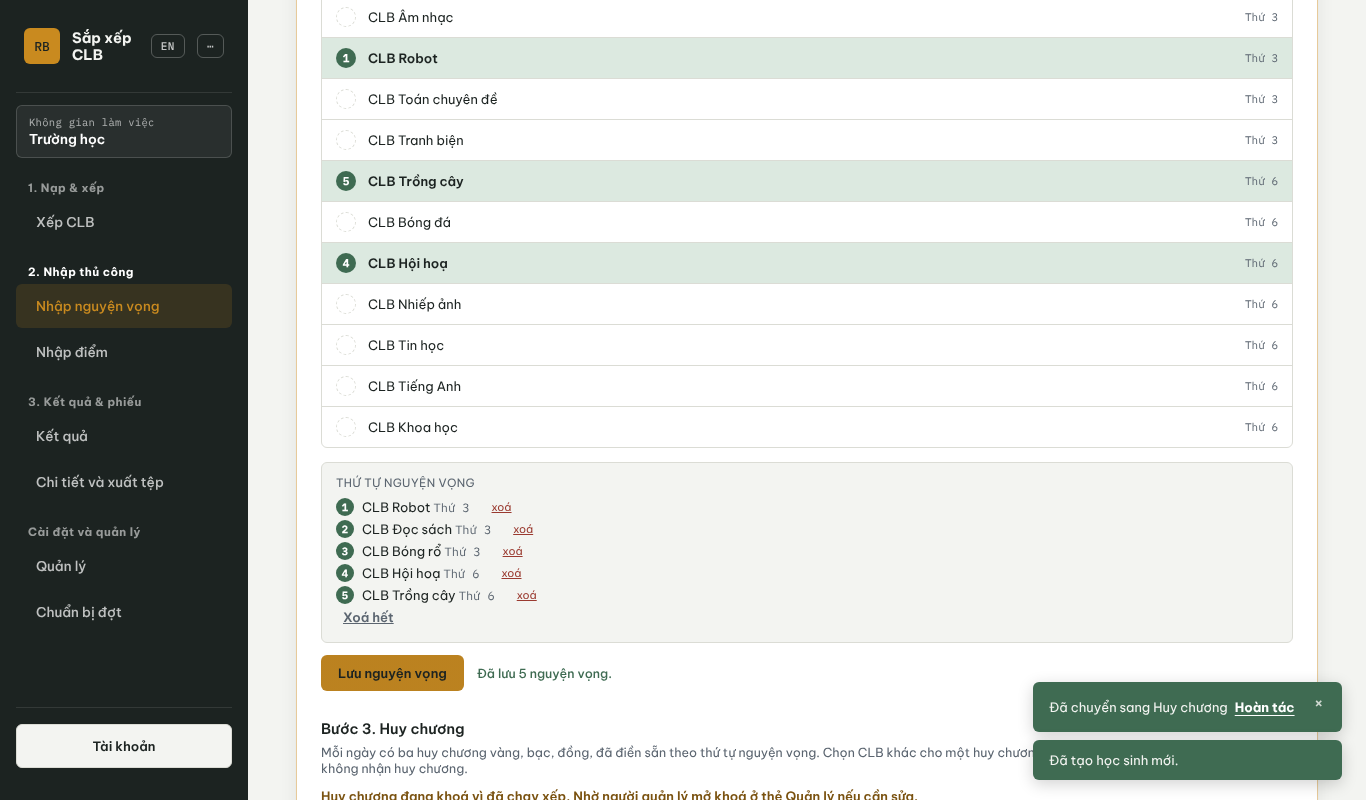 RB
Sắp xếp
CLB
EN
…
Không gian làm việc
Trường học
1. Nạp & xếp
Xếp CLB
2. Nhập thủ công
Nhập nguyện vọng
Nhập điểm
3. Kết quả & phiếu
Kết quả
Chi tiết và xuất tệp
Cài đặt và quản lý
Quản lý
Chuẩn bị đợt
Tài khoản
CLB Âm nhạc Thứ 3
1 CLB Robot Thứ 3
CLB Toán chuyên đề Thứ 3
CLB Tranh biện Thứ 3
5 CLB Trồng cây Thứ 6
CLB Bóng đá Thứ 6
4 CLB Hội hoạ Thứ 6
CLB Nhiếp ảnh Thứ 6
CLB Tin học Thứ 6
CLB Tiếng Anh Thứ 6
CLB Khoa học Thứ 6
THỨ TỰ NGUYỆN VỌNG
1 CLB Robot Thứ 3 xoá
2 CLB Đọc sách Thứ 3 xoá
3 CLB Bóng rổ Thứ 3 xoá
4 CLB Hội hoạ Thứ 6 xoá
5 CLB Trồng cây Thứ 6 xoá
Xoá hết
Lưu nguyện vọng Đã lưu 5 nguyện vọng.
Bước 3. Huy chương
Mỗi ngày có ba huy chương vàng, bạc, đồng, đã điền sẵn theo thứ tự nguyện vọng. Chọn CLB khác cho một huy
không nhận huy chương.
Huy chương đang khoá vì đã chạy xếp. Nhờ người quản lý mở khoá ở thẻ Quản lý nếu cần sửa.
Đã chuyển sang Huy chương Hoàn tác ×
Đã tạo học sinh mới.